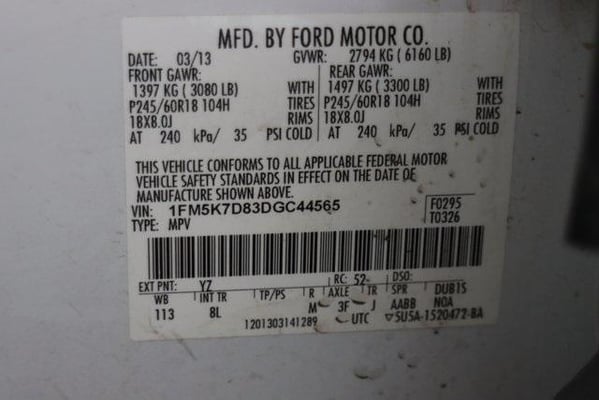 MFD. BY FORD MOTOR CO.
DATE: 03/13 GVWR: 2794 KG ( 6160 LB)
FRONT GAWR: REAR GAWR:
1397 KG ( 3080 LB) WITH 1497 KG ( 3300 LB) WITH
P245/60R18 104H TIRES P245/60R18 104H TIRES
18X8.0J RIMS 18X8.0J RIMS
AT 240 kPa/ 35 PSI COLD AT 240 kPa/ 35 PSI COLD
THIS VEHICLE CONFORMS TO ALL APPLICABLE FEDERAL MOTOR
VEHICLE SAFETY STANDARDS IN EFFECT ON THE DATE OF
MANUFACTURE SHOWN ABOVE.
VIN: 1FM5K7D83DGC44565 F0295
TYPE: MPV T0326
EXT PNT: YZ RC: 52 DSO:
WB INT TR TP/PS R AXLE TR SPR DUB1S
113 8L M 3F J AABB NOA
1201303141289 UTC ▽5U5A-1520472-BA